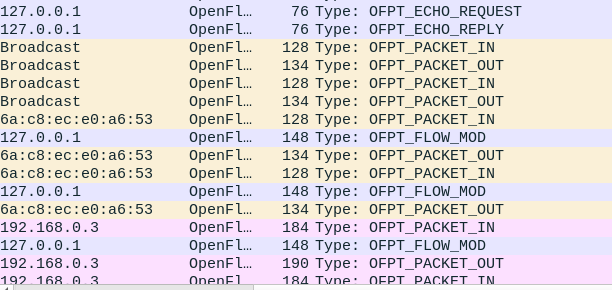 127.0.0.1 OpenFl… 76 Type: OFPT_ECHO_REQUEST
127.0.0.1 OpenFl… 76 Type: OFPT_ECHO_REPLY
Broadcast OpenFl… 128 Type: OFPT_PACKET_IN
Broadcast OpenFl… 134 Type: OFPT_PACKET_OUT
Broadcast OpenFl… 128 Type: OFPT_PACKET_IN
Broadcast OpenFl… 134 Type: OFPT_PACKET_OUT
6a:c8:ec:e0:a6:53 OpenFl… 128 Type: OFPT_PACKET_IN
127.0.0.1 OpenFl… 148 Type: OFPT_FLOW_MOD
6a:c8:ec:e0:a6:53 OpenFl… 134 Type: OFPT_PACKET_OUT
6a:c8:ec:e0:a6:53 OpenFl… 128 Type: OFPT_PACKET_IN
127.0.0.1 OpenFl… 148 Type: OFPT_FLOW_MOD
6a:c8:ec:e0:a6:53 OpenFl… 134 Type: OFPT_PACKET_OUT
192.168.0.3 OpenFl… 184 Type: OFPT_PACKET_IN
127.0.0.1 OpenFl… 148 Type: OFPT_FLOW_MOD
192.168.0.3 OpenFl… 190 Type: OFPT_PACKET_OUT
192.168.0.3 OpenFl… 184 Type: OFPT_PACKET_IN